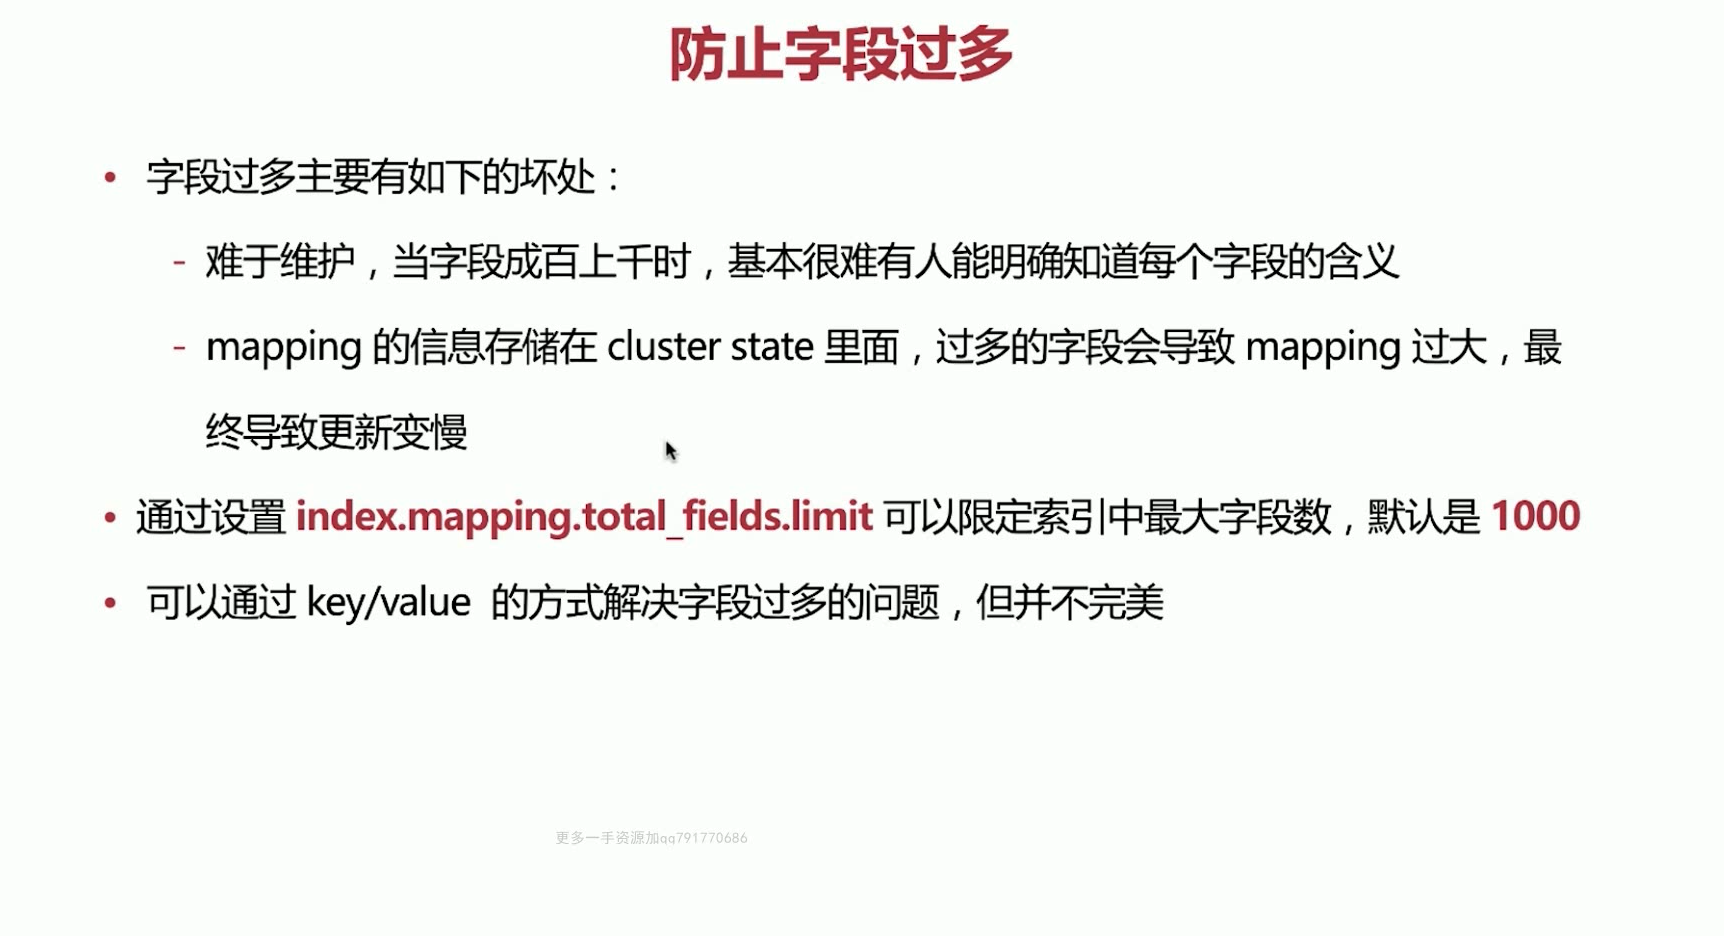 防止字段过多
• 字段过多主要有如下的坏处：
- 难于维护，当字段成百上千时，基本很难有人能明确知道每个字段的含义
- mapping 的信息存储在 cluster state 里面，过多的字段会导致 mapping 过大，最
终导致更新变慢
• 通过设置 index.mapping.total_fields.limit 可以限定索引中最大字段数，默认是 1000
• 可以通过 key/value 的方式解决字段过多的问题，但并不完美
更多一手资源加qq791770686